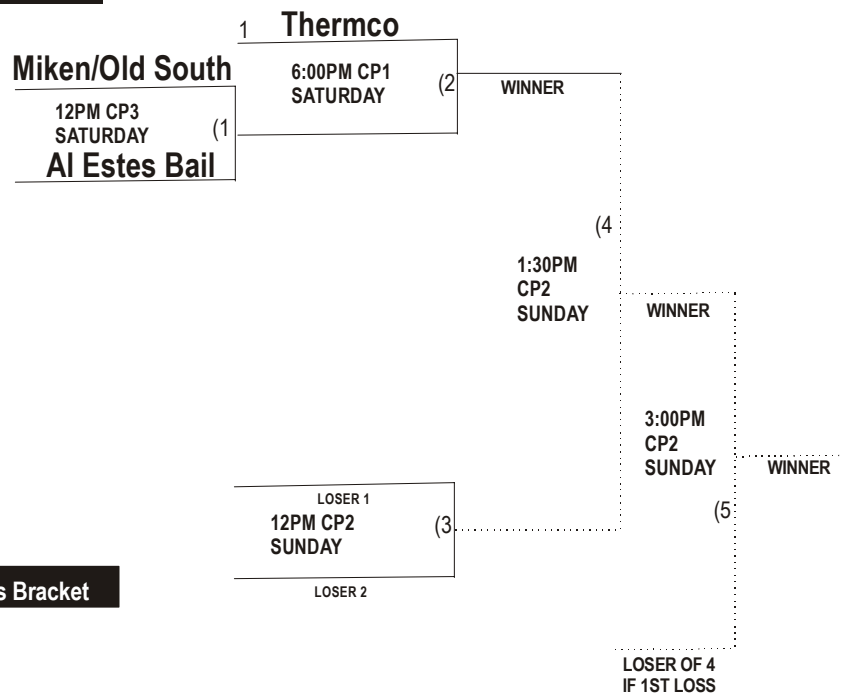 1 Thermco
Miken/Old South
6:00PM CP1
SATURDAY
(2
WINNER
12PM CP3
SATURDAY
(1
Al Estes Bail
(4
1:30PM
CP2
SUNDAY
WINNER
3:00PM
CP2
SUNDAY
WINNER
(5
LOSER 1
12PM CP2
SUNDAY
(3
LOSER 2
s Bracket
LOSER OF 4
IF 1ST LOSS